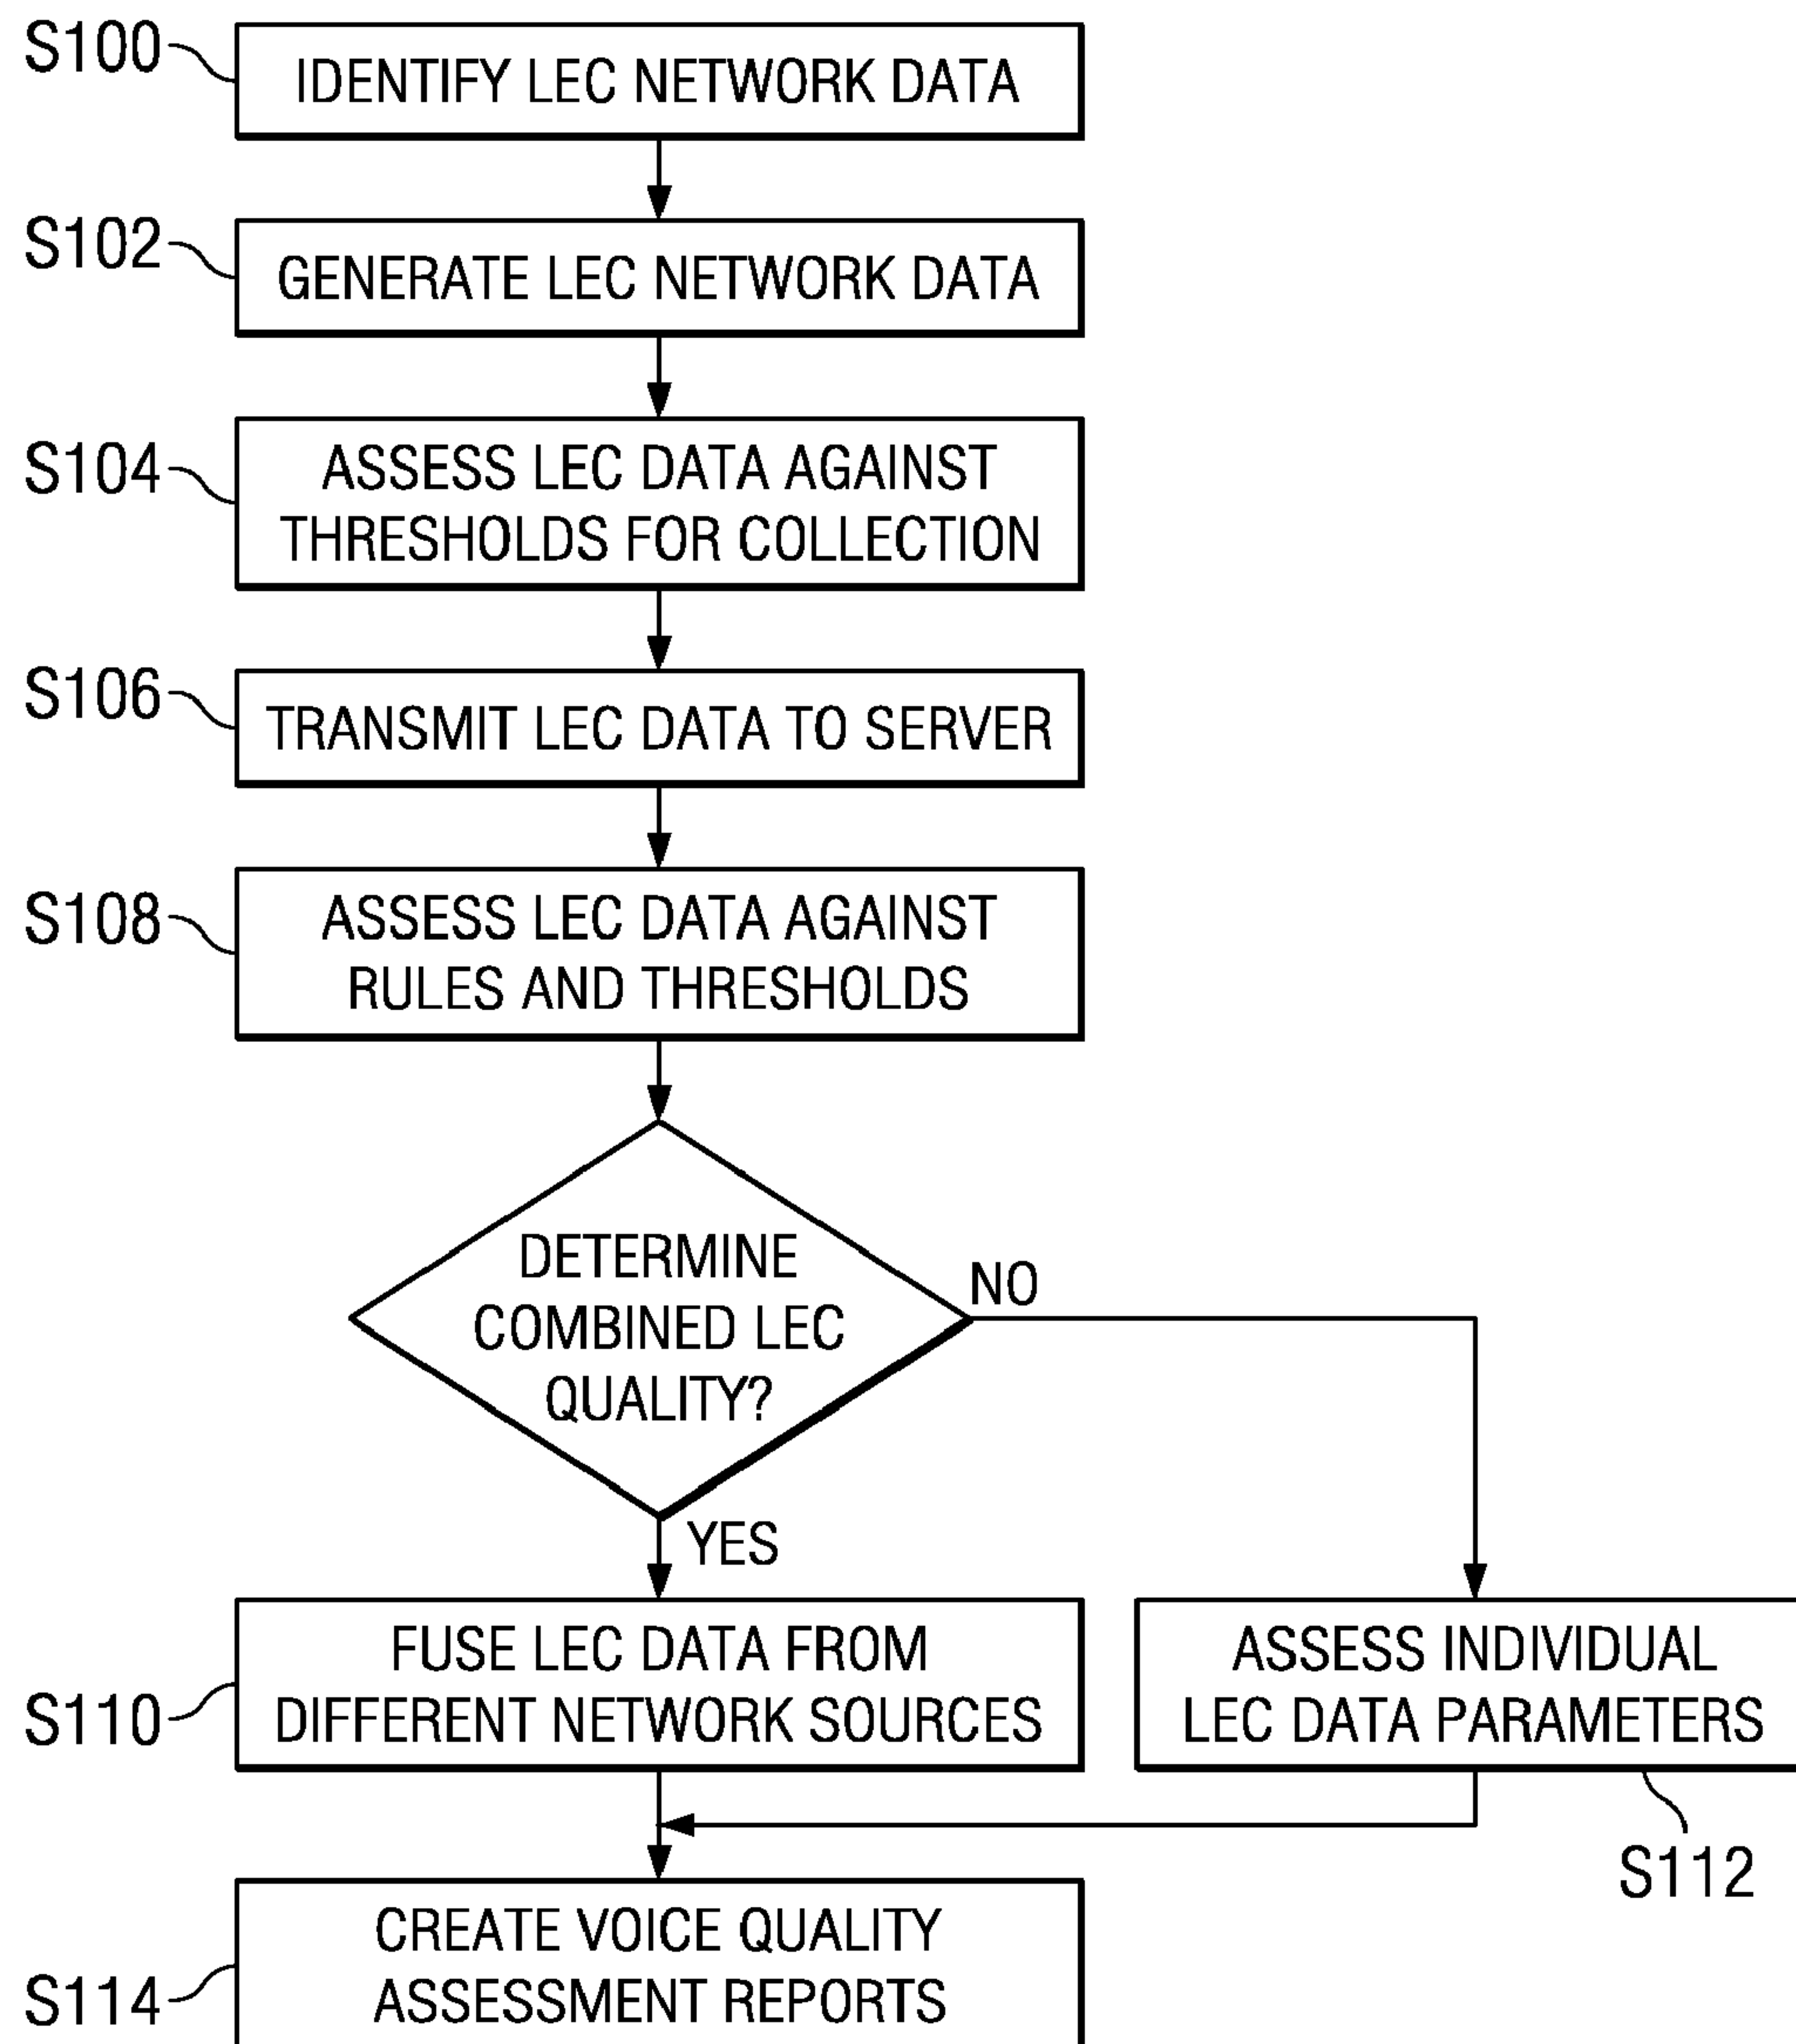 S100
IDENTIFY LEC NETWORK DATA
S102
GENERATE LEC NETWORK DATA
S104
ASSESS LEC DATA AGAINST
THRESHOLDS FOR COLLECTION
S106
TRANSMIT LEC DATA TO SERVER
S108
ASSESS LEC DATA AGAINST
RULES AND THRESHOLDS
DETERMINE
COMBINED LEC
QUALITY?
NO
YES
S110
FUSE LEC DATA FROM
DIFFERENT NETWORK SOURCES
ASSESS INDIVIDUAL
LEC DATA PARAMETERS
S112
S114
CREATE VOICE QUALITY
ASSESSMENT REPORTS